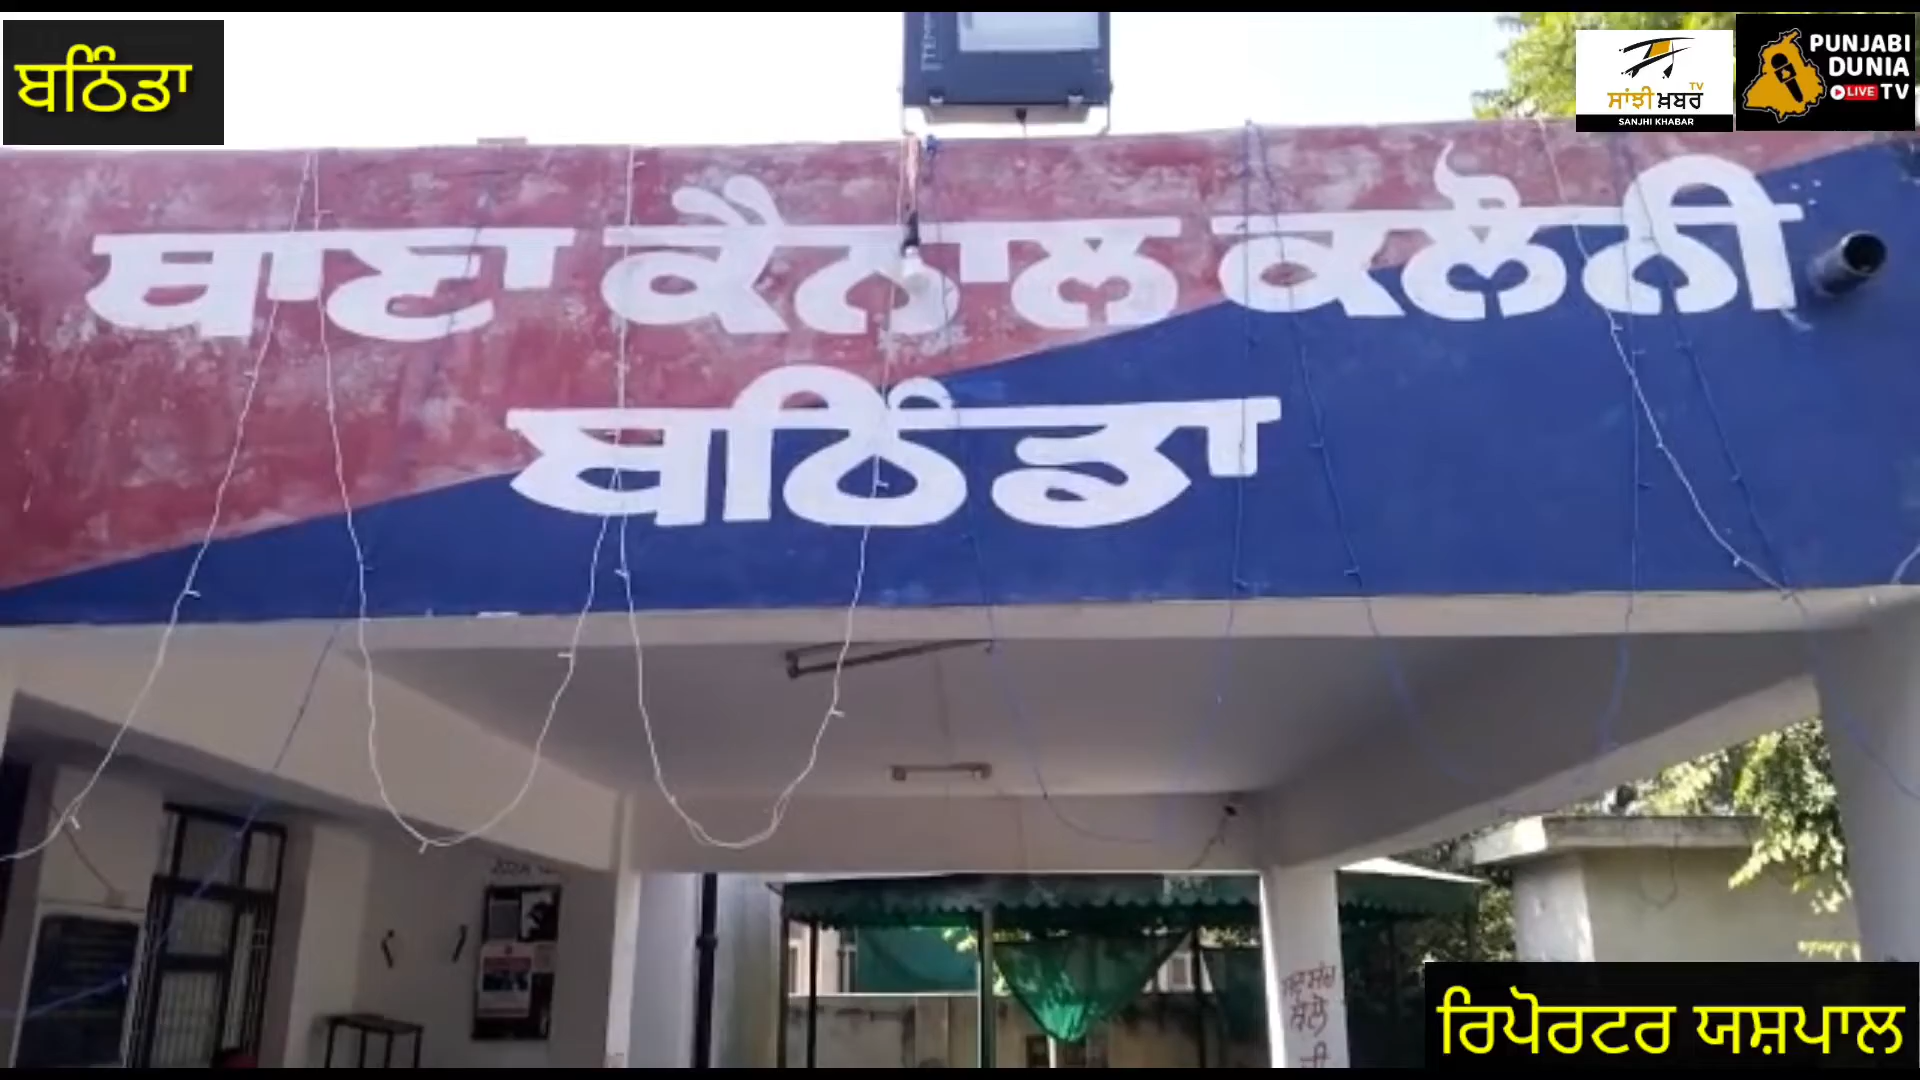 ਬਠਿੰਡਾ
TV
ਸਾਂਝੀ ਖ਼ਬਰ
SANJHI KHABAR
PUNJABI
DUNIA
LIVE TV
ਥਾਣਾ ਕੈਨਾਲ ਕਲੋਨੀ
ਬਠਿੰਡਾ
ਰਿਪੋਰਟਰ ਯਸ਼ਪਾਲ